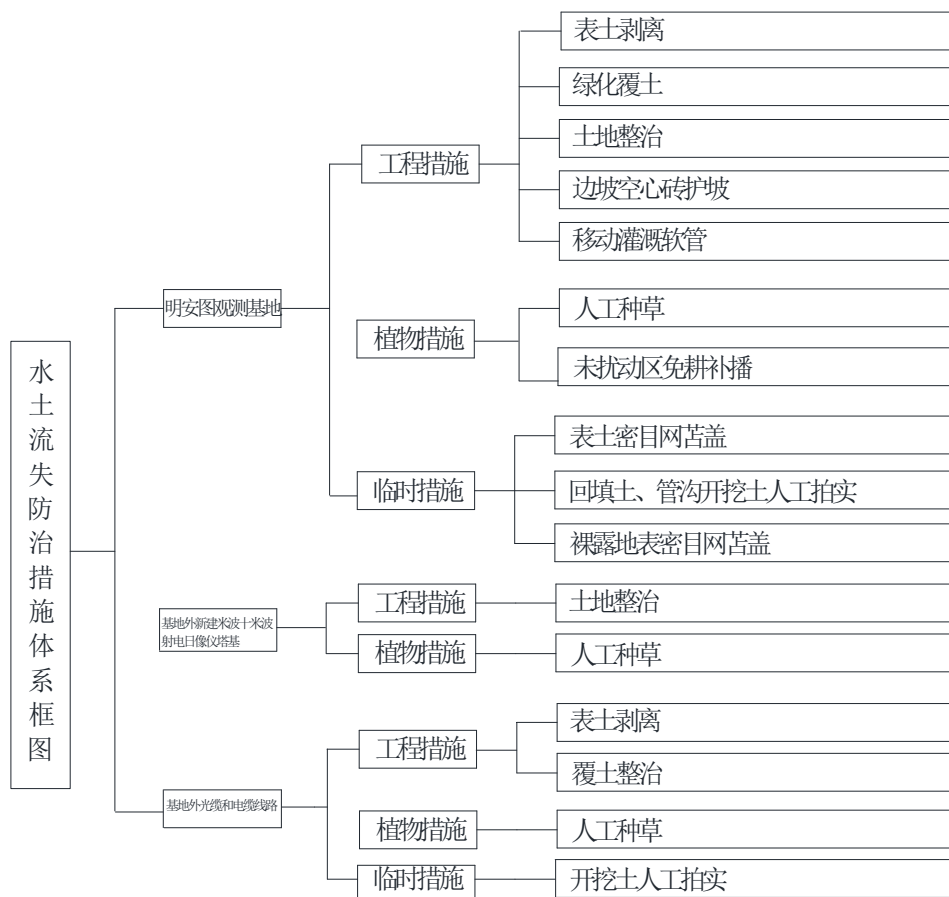 水土流失防治措施体系框图
明安图观测基地
工程措施
表土剥离
绿化覆土
土地整治
边坡空心砖护坡
移动灌溉软管
植物措施
人工种草
未扰动区免耕补播
临时措施
表土密目网苫盖
回填土、管沟开挖土人工拍实
裸露地表密目网苫盖
基地外新建米波十米波
射电日像仪塔基
工程措施
土地整治
植物措施
人工种草
基地外光缆和电缆线路
工程措施
表土剥离
覆土整治
植物措施
人工种草
临时措施
开挖土人工拍实